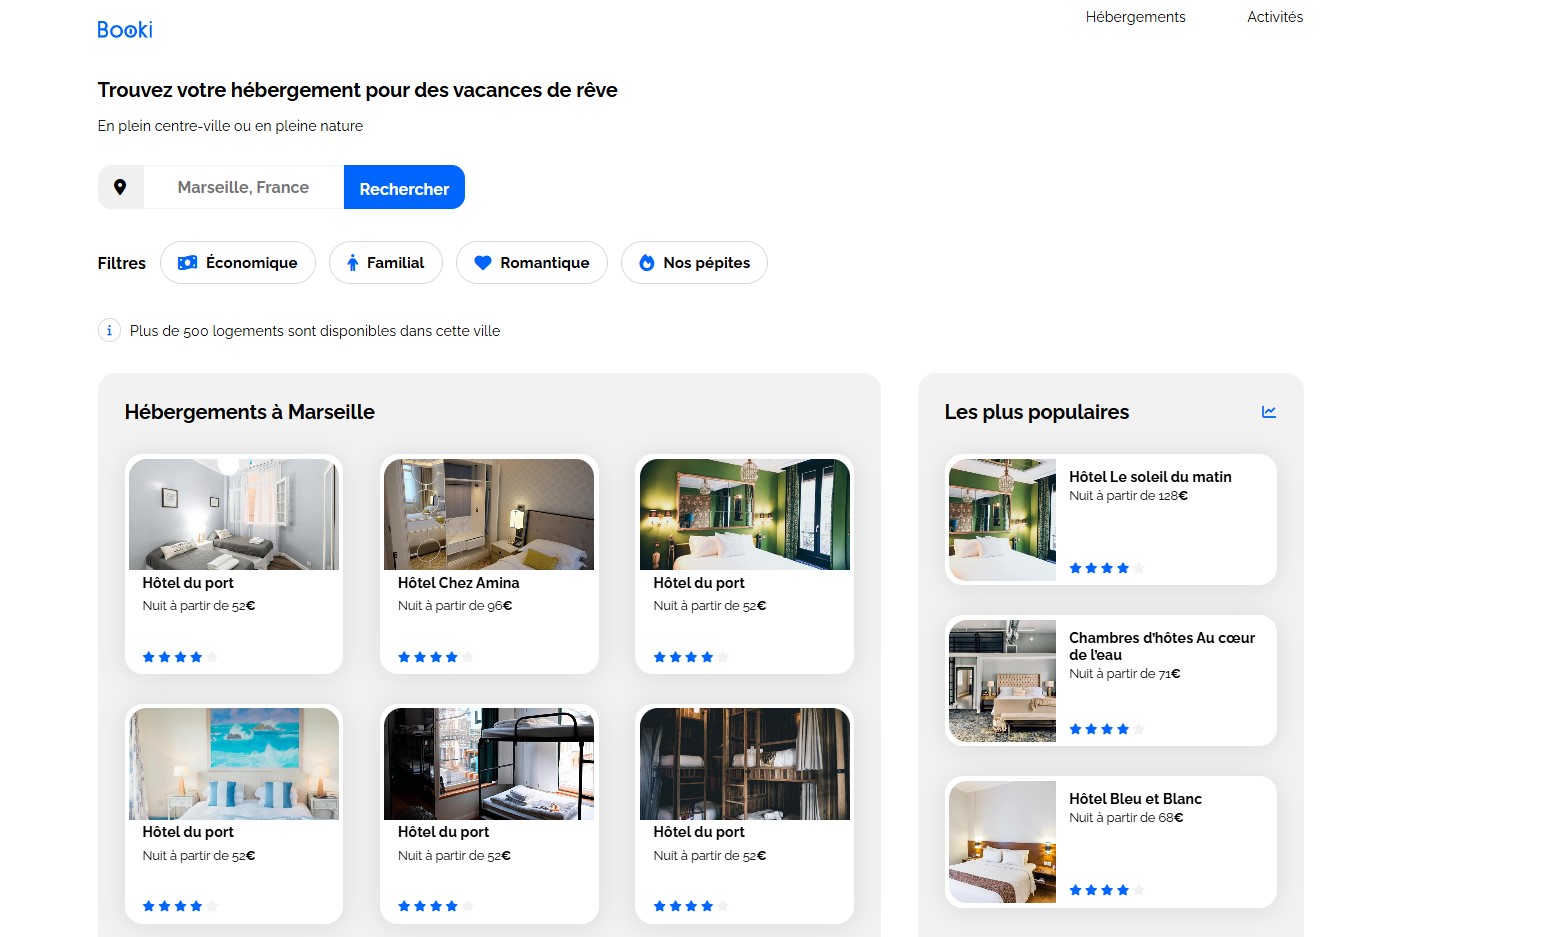 Booki
Hébergements
Activités
Trouvez votre hébergement pour des vacances de rêve
En plein centre-ville ou en pleine nature
Marseille, France
Rechercher
Filtres
Économique
Familial
Romantique
Nos pépites
Plus de 500 logements sont disponibles dans cette ville
Hébergements à Marseille
Hôtel du port
Nuit à partir de 52€
Hôtel Chez Amina
Nuit à partir de 96€
Hôtel du port
Nuit à partir de 52€
Hôtel du port
Nuit à partir de 52€
Hôtel du port
Nuit à partir de 52€
Hôtel du port
Nuit à partir de 52€
Les plus populaires
Hôtel Le soleil du matin
Nuit à partir de 128€
Chambres d'hôtes Au cœur
de l'eau
Nuit à partir de 71€
Hôtel Bleu et Blanc
Nuit à partir de 68€